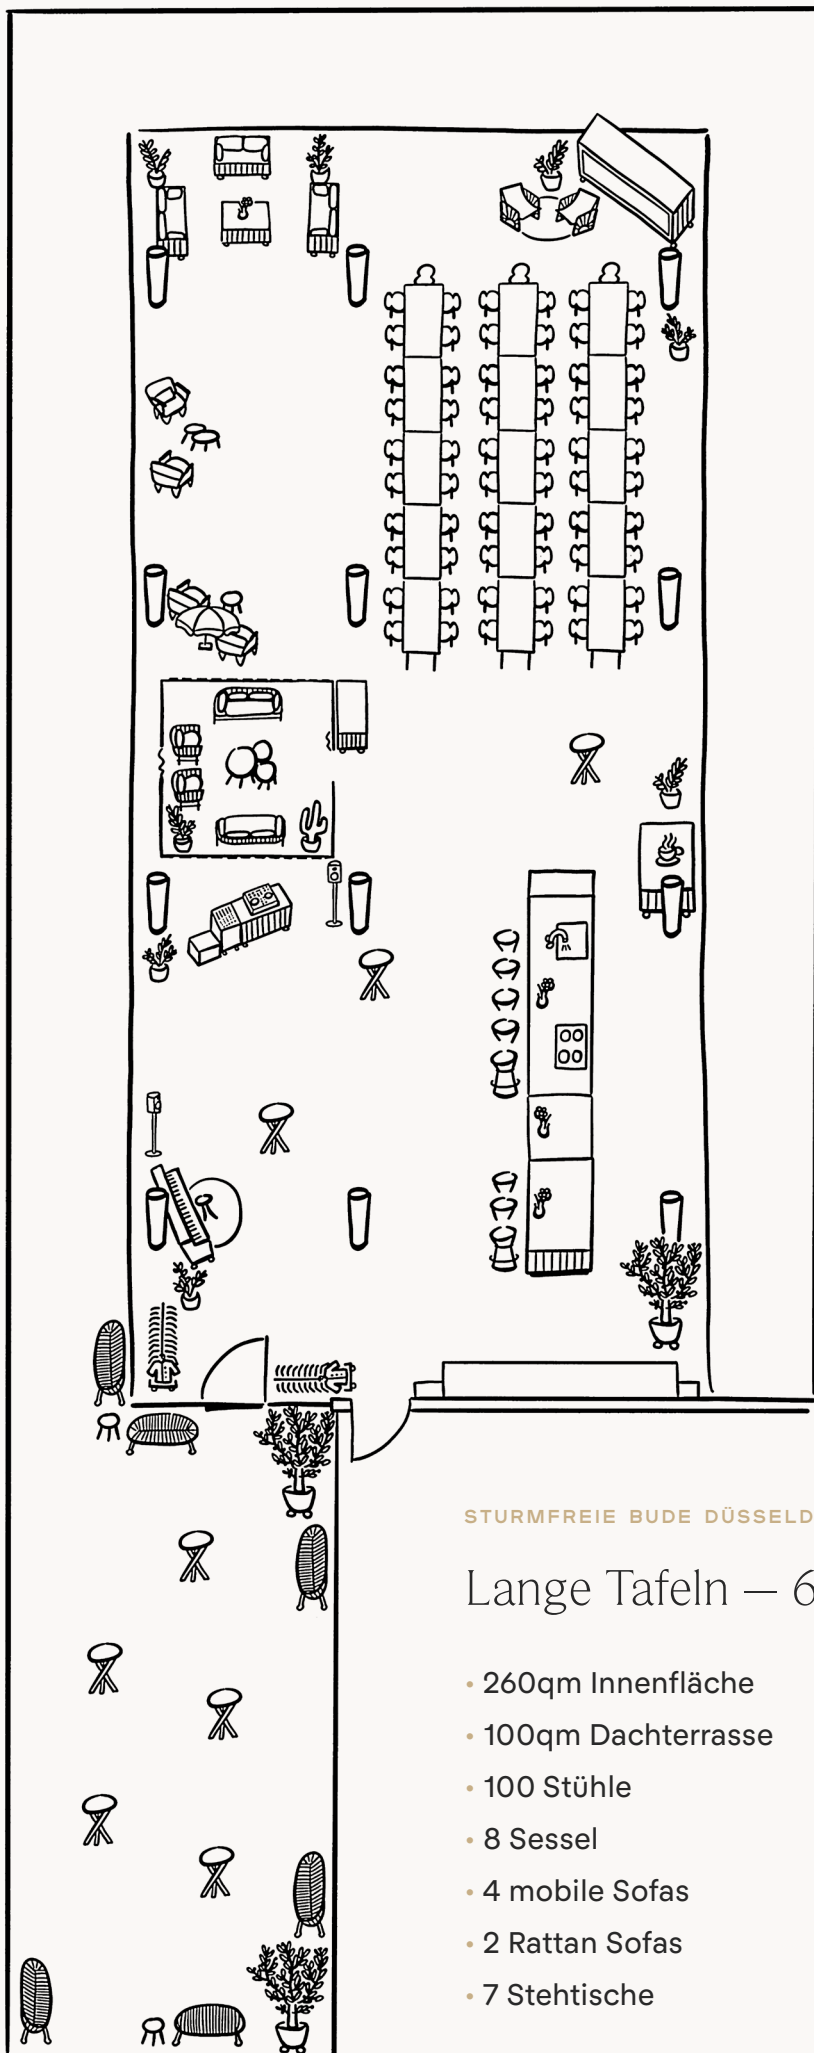 STURMFREIE BUDE DÜSSELD
Lange Tafeln — 6
• 260qm Innenfläche
• 100qm Dachterrasse
• 100 Stühle
• 8 Sessel
• 4 mobile Sofas
• 2 Rattan Sofas
• 7 Stehtische